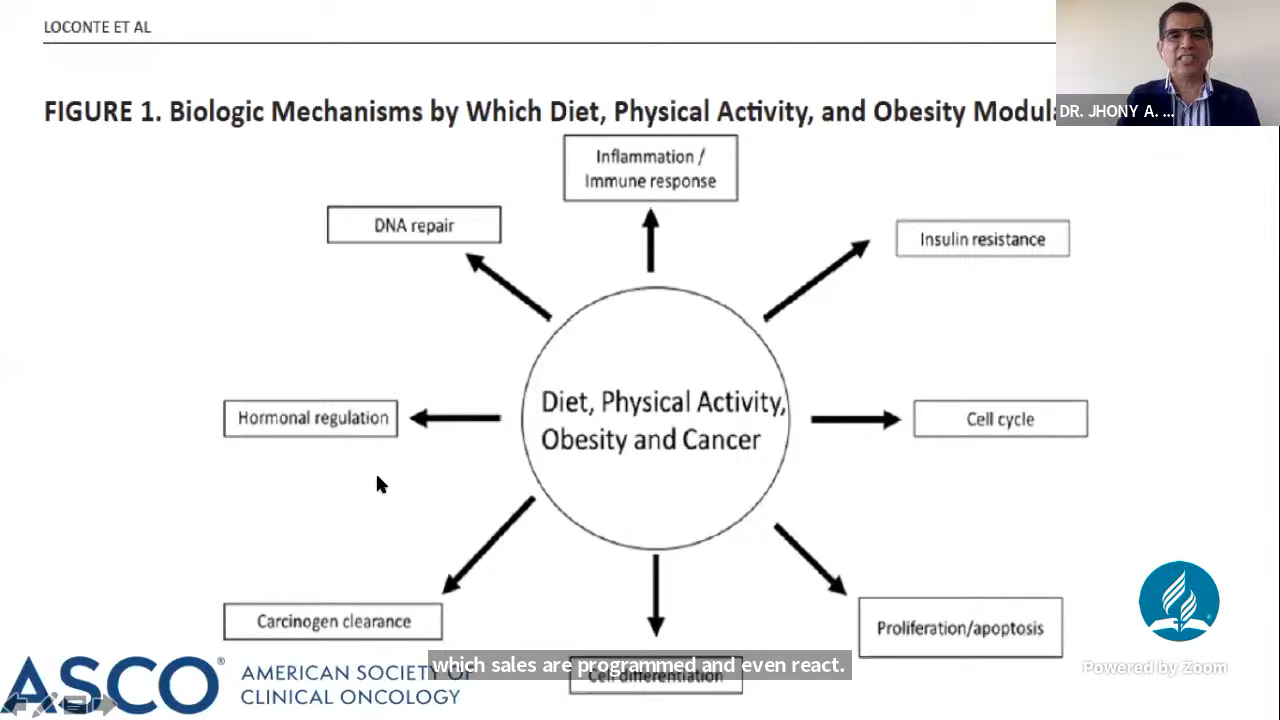 LOCONTE ET AL
DR. JHONY A. ...
FIGURE 1. Biologic Mechanisms by Which Diet, Physical Activity, and Obesity Modula
Inflammation /
Immune response
DNA repair
Insulin resistance
Diet, Physical Activity,
Obesity and Cancer
Hormonal regulation
Cell cycle
Carcinogen clearance
Proliferation/apoptosis
Cell differentiation
which sales are programmed and even react.
ASCO®
AMERICAN SOCIETY OF
CLINICAL ONCOLOGY
Powered by Zoom